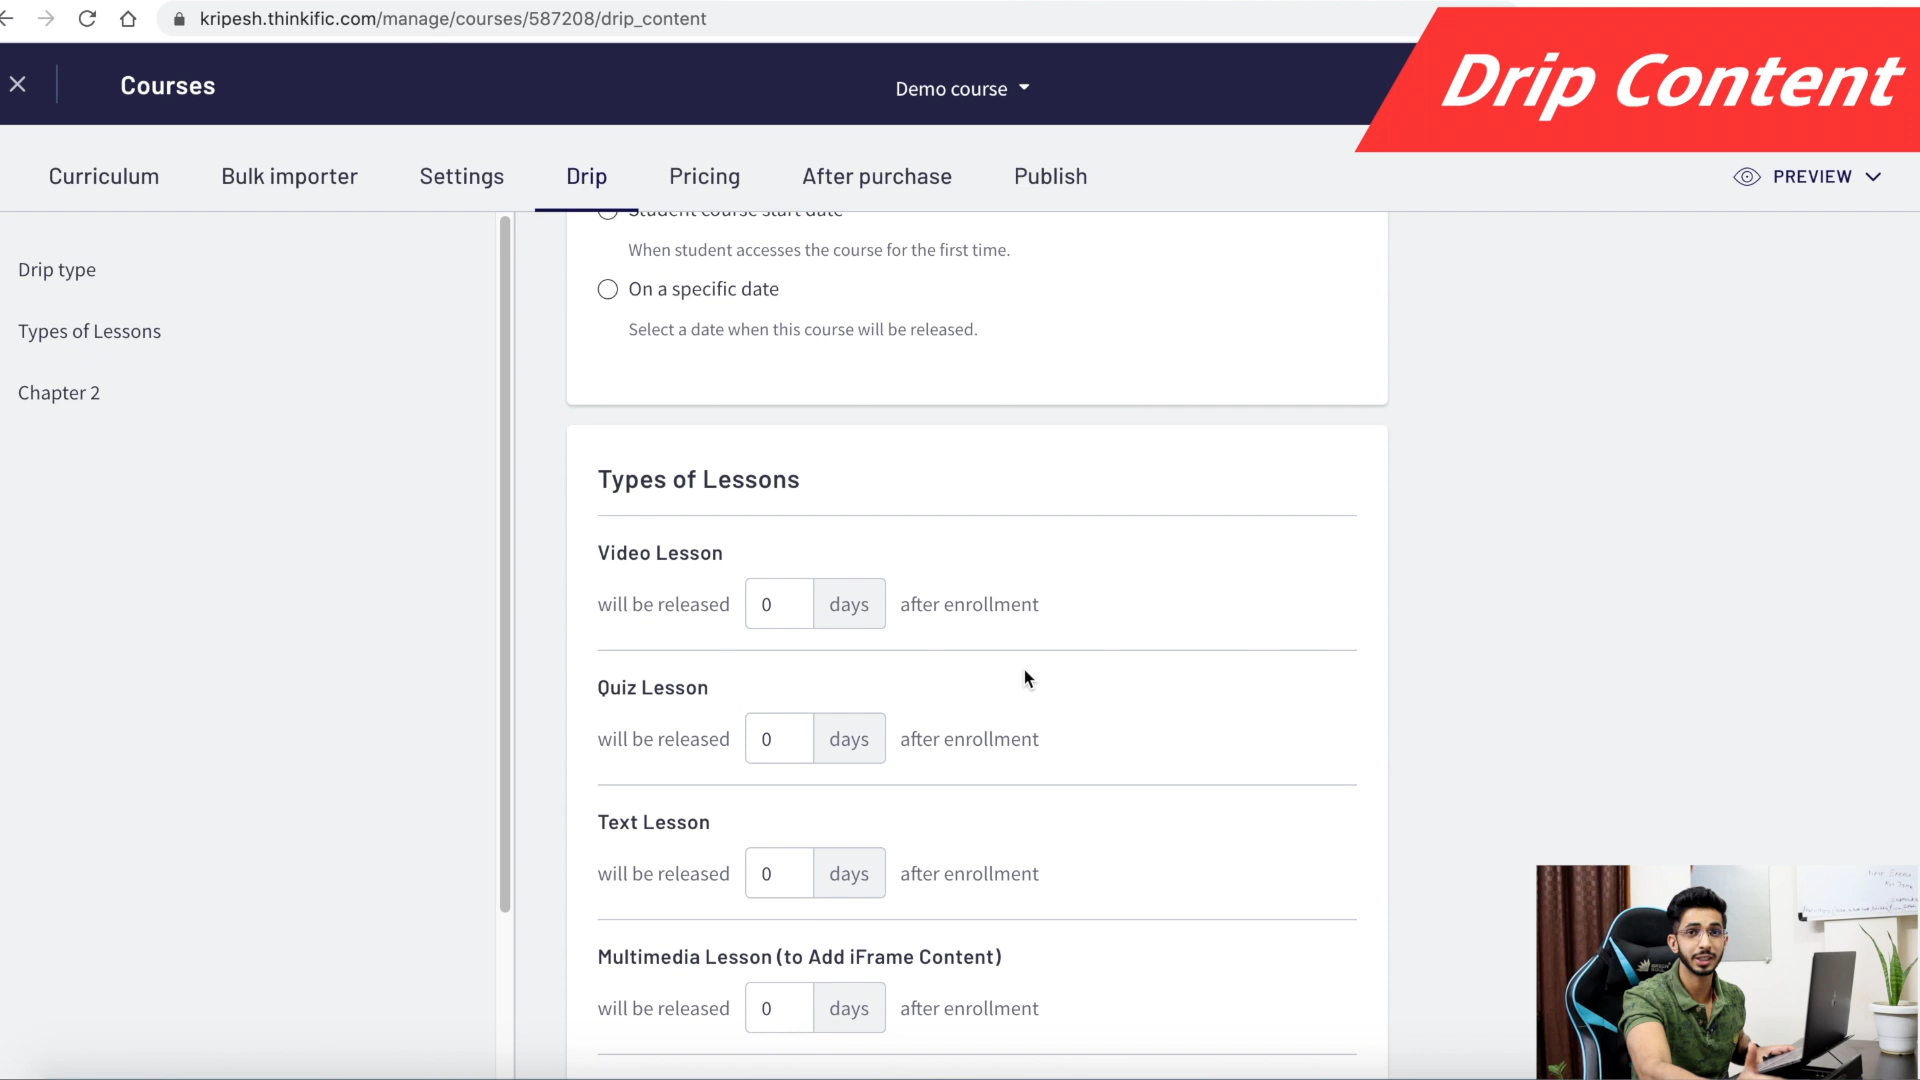 kripesh.thinkific.com/manage/courses/587208/drip_content
Drip Content
Courses
Demo course
Curriculum
Bulk importer
Settings
Drip
Pricing
After purchase
Publish
PREVIEW
Drip type
Types of Lessons
Chapter 2
Student course start date
When student accesses the course for the first time.
On a specific date
Select a date when this course will be released.
Types of Lessons
Video Lesson
will be released 0 days after enrollment
Quiz Lesson
will be released 0 days after enrollment
Text Lesson
will be released 0 days after enrollment
Multimedia Lesson (to Add iFrame Content)
will be released 0 days after enrollment